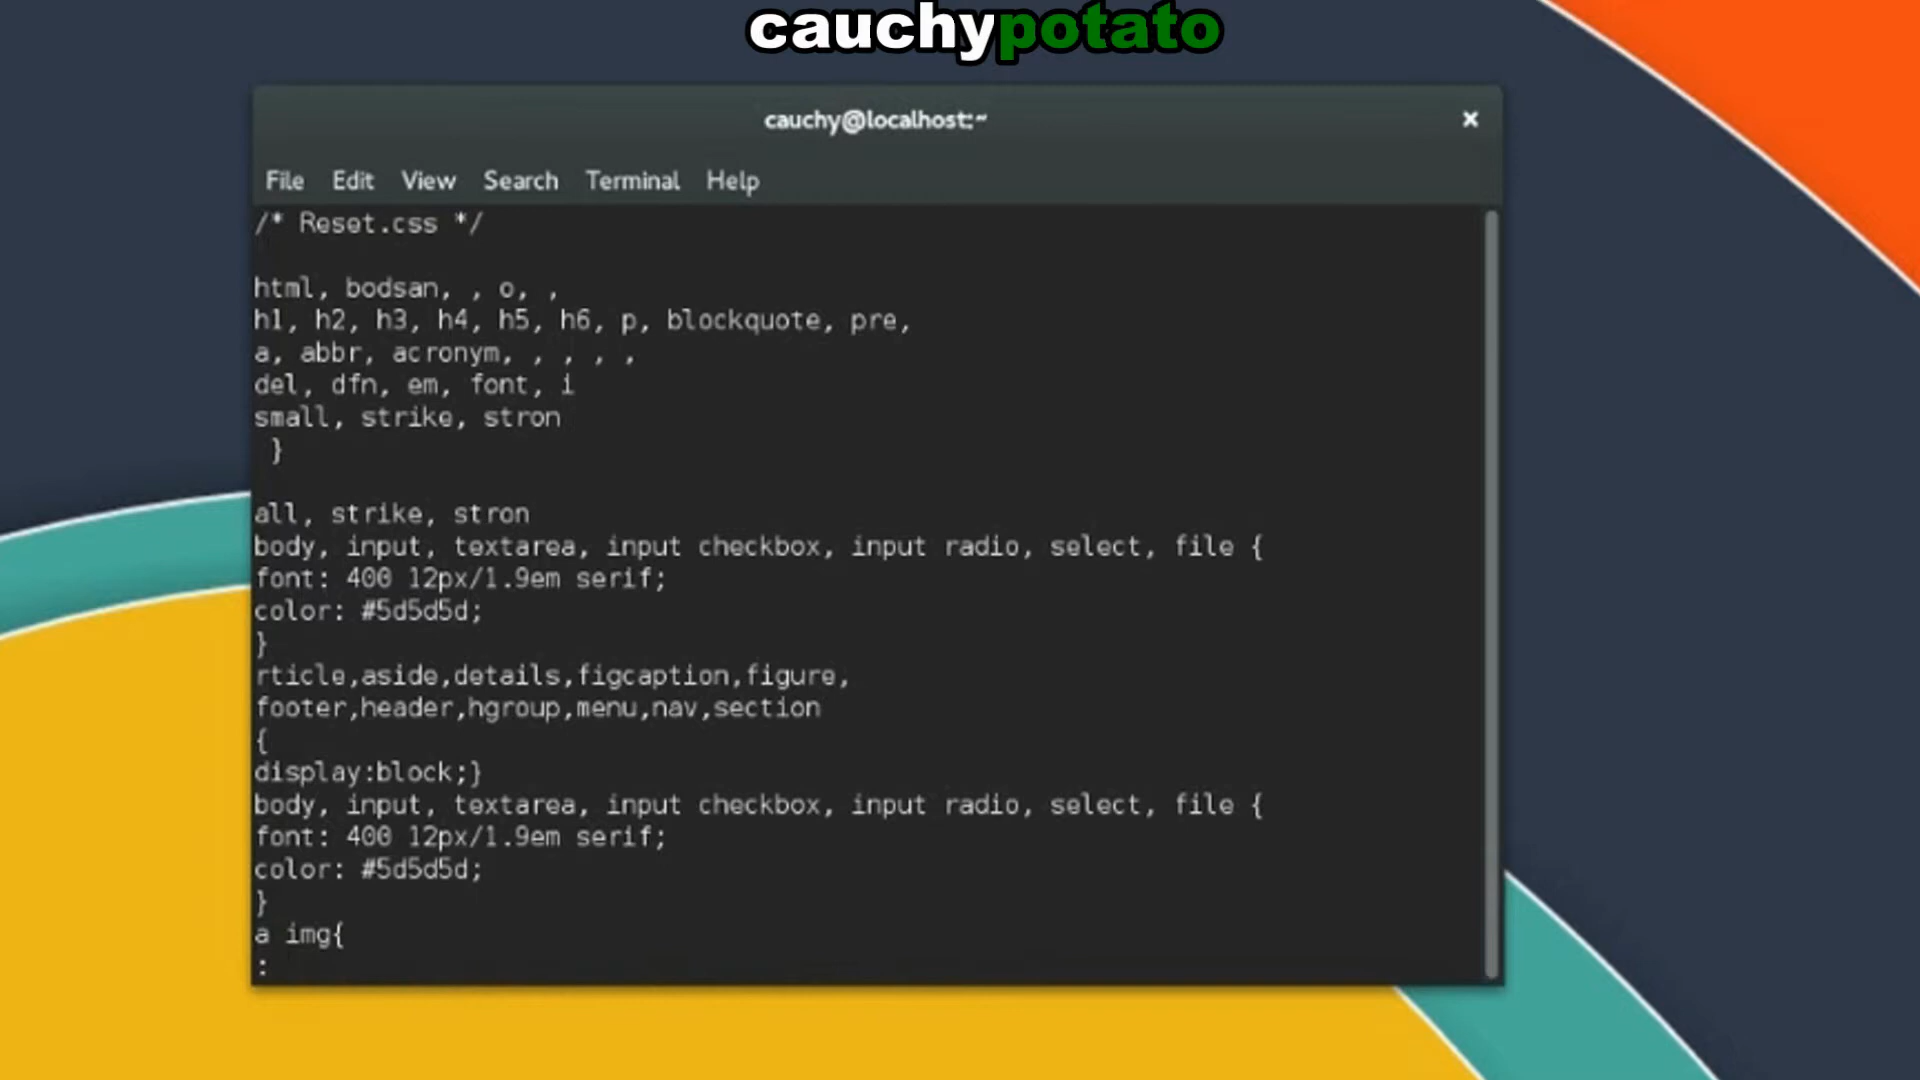 cauchypotato
cauchy@localhost:~
File Edit View Search Terminal Help
/* Reset.css */
html, bodsan, , o, ,
h1, h2, h3, h4, h5, h6, p, blockquote, pre,
a, abbr, acronym, , , , ,
del, dfn, em, font, i
small, strike, stron
}
all, strike, stron
body, input, textarea, input checkbox, input radio, select, file {
font: 400 12px/1.9em serif;
color: #5d5d5d;
}
rticle,aside,details,figcaption,figure,
footer,header,hgroup,menu,nav,section
{
display:block;}
body, input, textarea, input checkbox, input radio, select, file {
font: 400 12px/1.9em serif;
color: #5d5d5d;
}
a img{
: